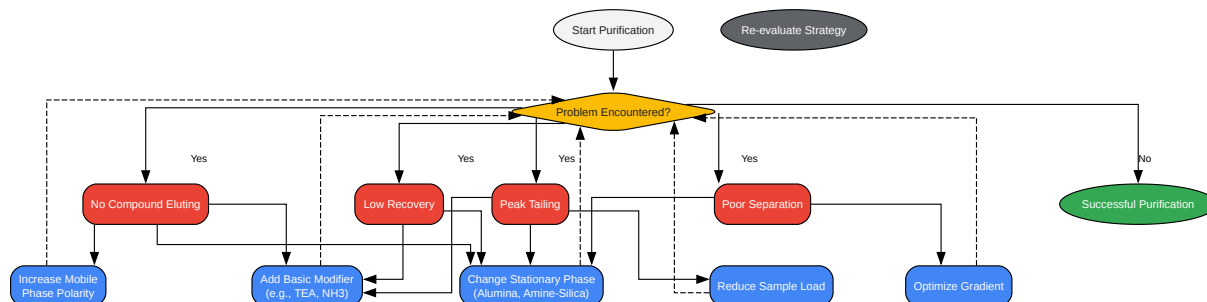 Start Purification
Re-evaluate Strategy
Problem Encountered?
Yes
Yes
Yes
Yes
No
No Compound Eluting
Low Recovery
Peak Tailing
Poor Separation
Successful Purification
Increase Mobile
Phase Polarity
Add Basic Modifier
(e.g., TEA, NH3)
Change Stationary Phase
(Alumina, Amine-Silica)
Reduce Sample Load
Optimize Gradient